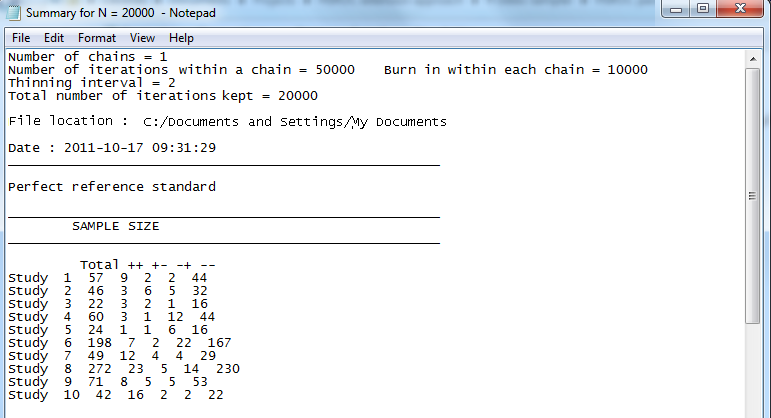 Summary for N = 20000 - Notepad
File Edit Format View Help
Number of chains = 1
Number of iterations within a chain = 50000 Burn in within each chain = 10000
Thinning interval = 2
Total number of iterations kept = 20000
File location : C:/Documents and Settings/My Documents
Date : 2011-10-17 09:31:29
Perfect reference standard
SAMPLE SIZE
Total ++ +- -+ --
Study 1 57 9 2 2 44
Study 2 46 3 6 5 32
Study 3 22 3 2 1 16
Study 4 60 3 1 12 44
Study 5 24 1 1 6 16
Study 6 198 7 2 22 167
Study 7 49 12 4 4 29
Study 8 272 23 5 14 230
Study 9 71 8 5 5 53
Study 10 42 16 2 2 22